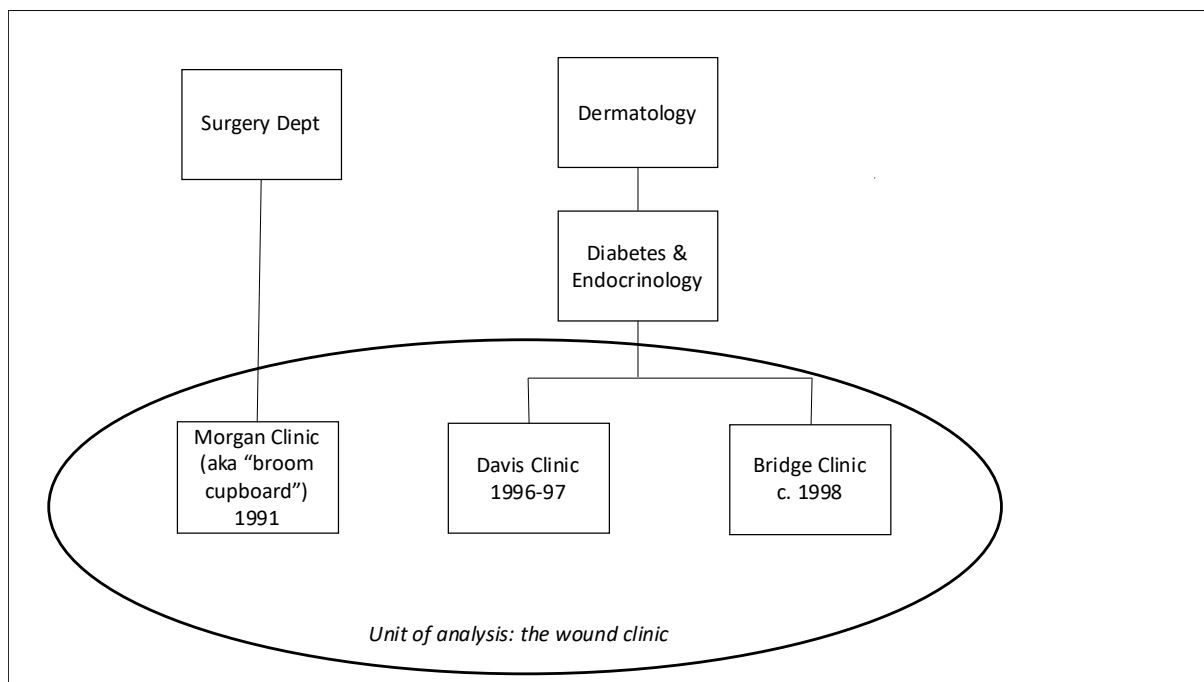 Surgery Dept
Dermatology
Diabetes &
Endocrinology
Morgan Clinic
(aka “broom
cupboard”)
1991
Davis Clinic
1996-97
Bridge Clinic
c. 1998
Unit of analysis: the wound clinic